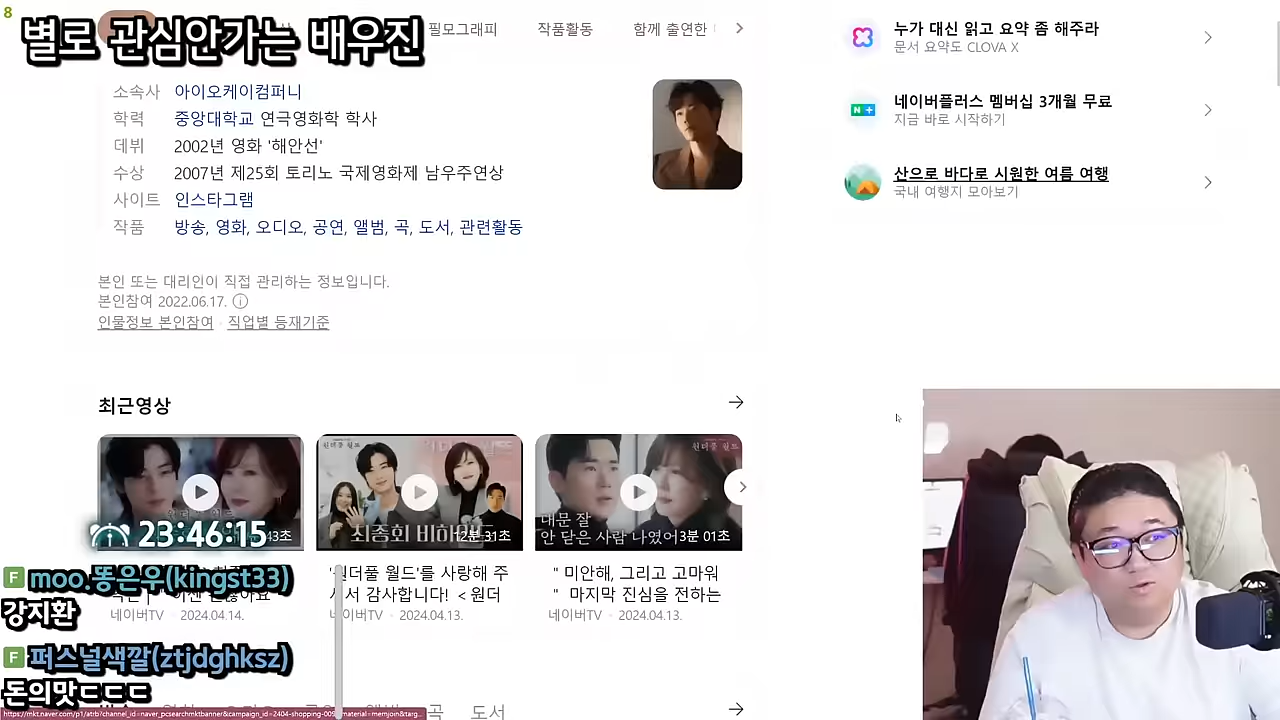 8
별로 관심안가는 배우진
필모그래피
작품활동
함께 출연한
소속사 아이오케이컴퍼니
학력 중앙대학교 연극영화학 학사
데뷔 2002년 영화 '해안선'
수상 2007년 제25회 토리노 국제영화제 남우주연상
사이트 인스타그램
작품 방송, 영화, 오디오, 공연, 앨범, 곡, 도서, 관련활동
본인 또는 대리인이 직접 관리하는 정보입니다.
본인참여 2022.06.17.
인물정보 본인참여 · 직업별 등재기준
누가 대신 읽고 요약 좀 해주라
문서 요약도 CLOVA X
N +
네이버플러스 멤버십 3개월 무료
지금 바로 시작하기
산으로 바다로 시원한 여름 여행
국내 여행지 모아보기
최근영상
원더풀 월드
최종회 비하인드
2분 31초
원더풀 월드
대문 잘
안 닫은 사람 나였어
3분 01초
43초
23:46:15
'원더풀 월드'를 사랑해 주
셔서 감사합니다! < 원더
네이버TV · 2024.04.13.
" 미안해, 그리고 고마워
" 마지막 진심을 전하는
네이버TV · 2024.04.13.
네이버TV · 2024.04.14.
F moo.똥은우(kingst33)
강지환
F 퍼스널색깔(ztjdghksz)
돈의맛ㄷㄷㄷ
곡
도서